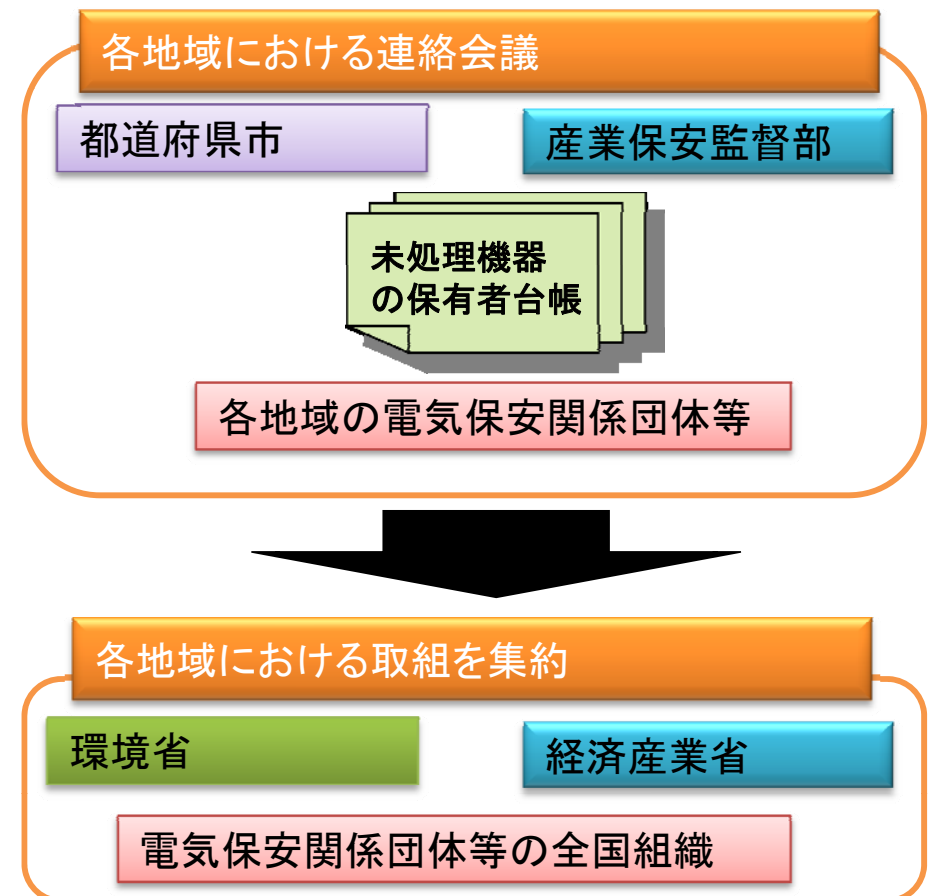 各地域における連絡会議
都道府県市
産業保安監督部
未処理機器
の保有者台帳
各地域の電気保安関係団体等
各地域における取組を集約
環境省
経済産業省
電気保安関係団体等の全国組織